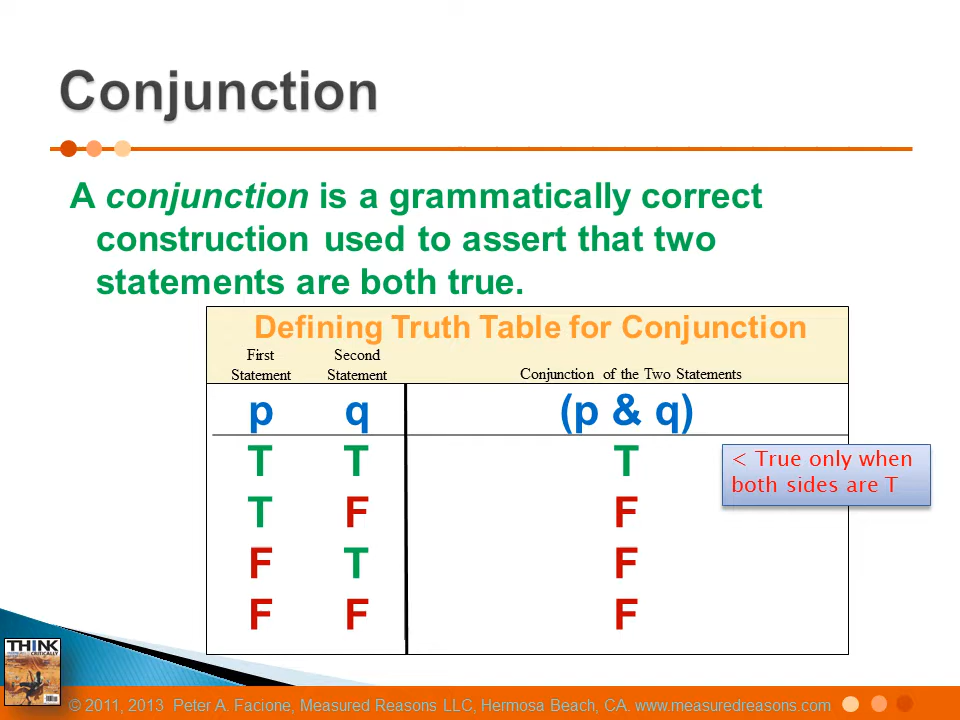 Conjunction
A conjunction is a grammatically correct
construction used to assert that two
statements are both true.
Defining Truth Table for Conjunction
First Second
Statement Statement Conjunction of the Two Statements
p q (p & q)
T T T
< True only when
both sides are T
T F F
F T F
F F F
THINK
CRITICALLY
© 2011, 2013 Peter A. Facione, Measured Reasons LLC, Hermosa Beach, CA. www.measuredreasons.com